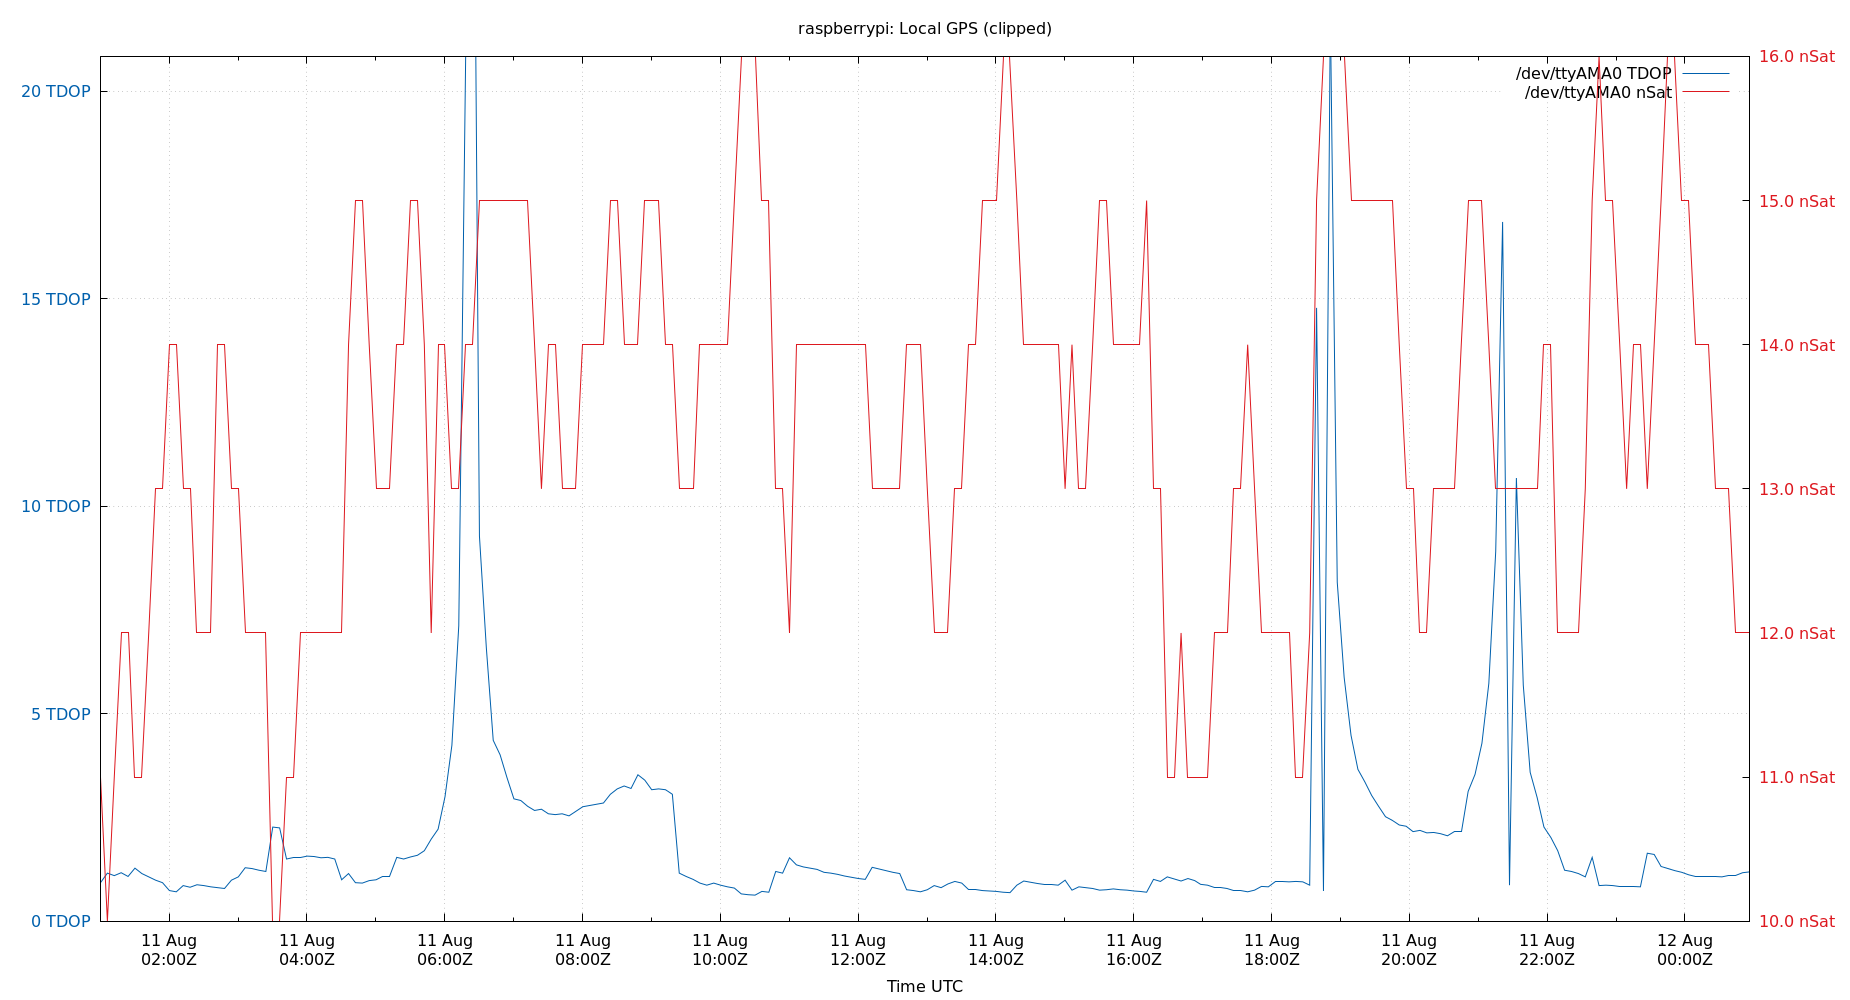 raspberrypi: Local GPS (clipped)
/dev/ttyAMA0 TDOP
/dev/ttyAMA0 nSat
20 TDOP
15 TDOP
10 TDOP
5 TDOP
0 TDOP
16.0 nSat
15.0 nSat
14.0 nSat
13.0 nSat
12.0 nSat
11.0 nSat
10.0 nSat
11 Aug 11 Aug 11 Aug 11 Aug 11 Aug 11 Aug 11 Aug 11 Aug 11 Aug 11 Aug 11 Aug 12 Aug
02:00Z 04:00Z 06:00Z 08:00Z 10:00Z 12:00Z 14:00Z 16:00Z 18:00Z 20:00Z 22:00Z 00:00Z
Time UTC